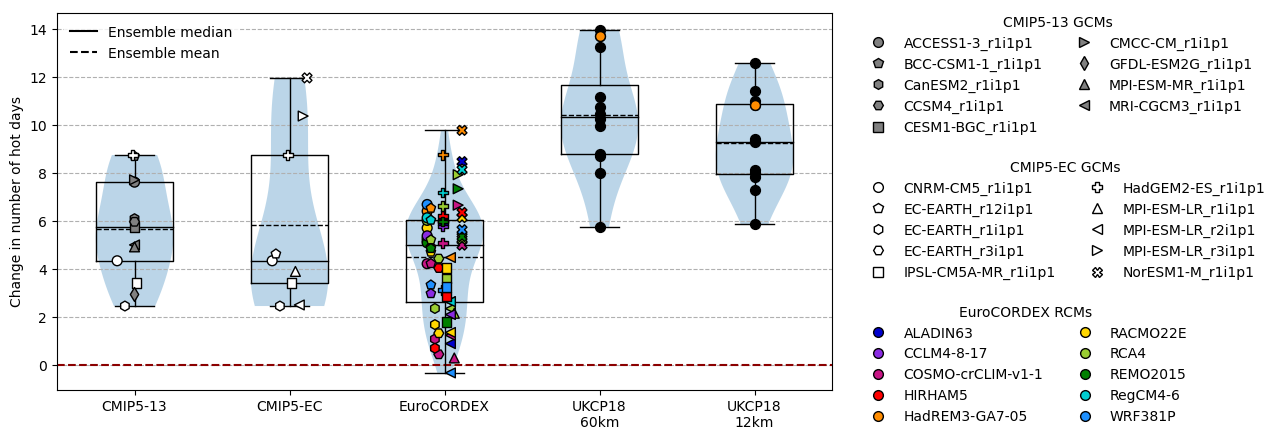 Ensemble median
Ensemble mean
Change in number of hot days
14
12
10
8
6
4
2
0
CMIP5-13
CMIP5-EC
EuroCORDEX
UKCP18
60km
UKCP18
12km
CMIP5-13 GCMs
ACCESS1-3_r1i1p1
BCC-CSM1-1_r1i1p1
CanESM2_r1i1p1
CCSM4_r1i1p1
CESM1-BGC_r1i1p1
CMCC-CM_r1i1p1
GFDL-ESM2G_r1i1p1
MPI-ESM-MR_r1i1p1
MRI-CGCM3_r1i1p1
CMIP5-EC GCMs
CNRM-CM5_r1i1p1
EC-EARTH_r12i1p1
EC-EARTH_r1i1p1
EC-EARTH_r3i1p1
IPSL-CM5A-MR_r1i1p1
HadGEM2-ES_r1i1p1
MPI-ESM-LR_r1i1p1
MPI-ESM-LR_r2i1p1
MPI-ESM-LR_r3i1p1
NorESM1-M_r1i1p1
EuroCORDEX RCMs
ALADIN63
CCLM4-8-17
COSMO-crCLIM-v1-1
HIRHAM5
HadREM3-GA7-05
RACMO22E
RCA4
REMO2015
RegCM4-6
WRF381P